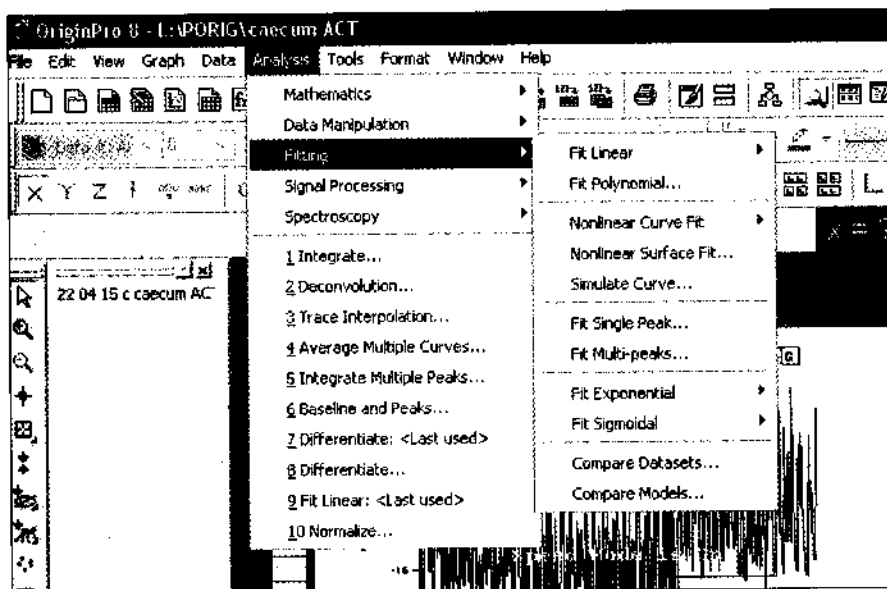 OriginPro 8 - L:\PORIG\caecum ACT
File Edit View Graph Data Analysis Tools Format Window Help
Mathematics
Data Manipulation
Fitting
Signal Processing
Spectroscopy
1 Integrate...
2 Deconvolution...
3 Trace Interpolation...
4 Average Multiple Curves...
5 Integrate Multiple Peaks...
6 Baseline and Peaks...
7 Differentiate: <Last used>
8 Differentiate...
9 Fit Linear: <Last used>
10 Normalize...
Fit Linear
Fit Polynomial...
Nonlinear Curve Fit
Nonlinear Surface Fit...
Simulate Curve...
Fit Single Peak...
Fit Multi-peaks...
Fit Exponential
Fit Sigmoidal
Compare Datasets...
Compare Models...
X Y Z
22 04 15 c caecum ACT
x =
G
-16